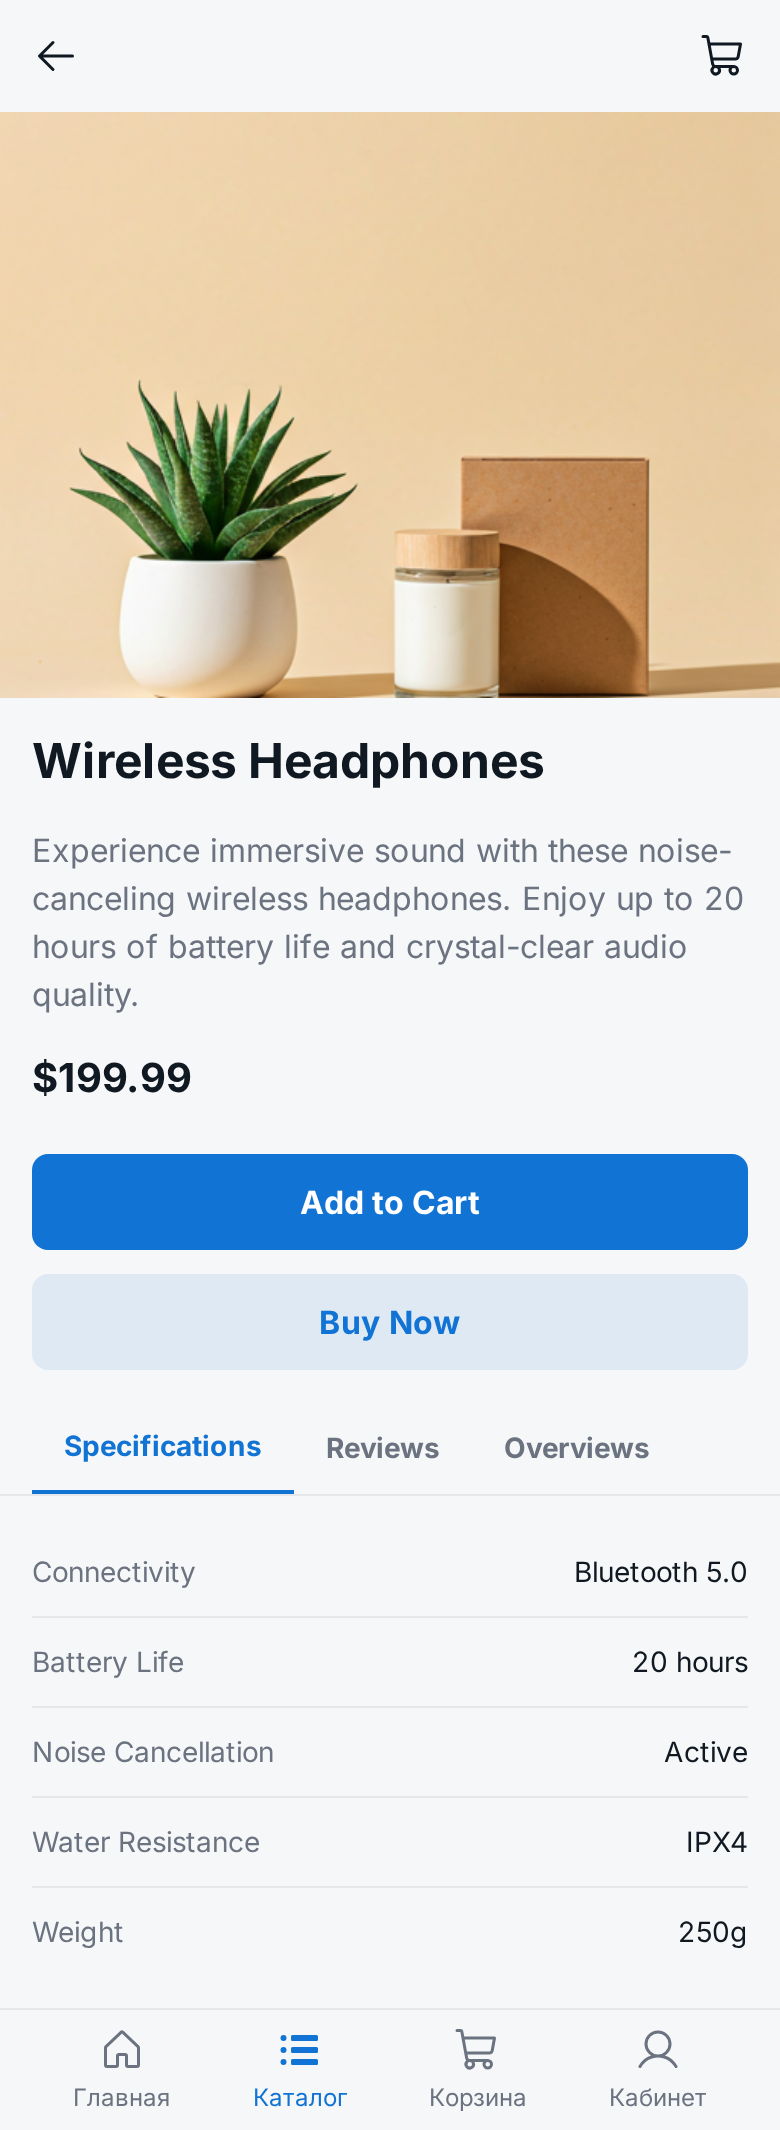 Wireless Headphones
Experience immersive sound with these noise-
canceling wireless headphones. Enjoy up to 20
hours of battery life and crystal-clear audio
quality.
$199.99
Add to Cart
Buy Now
Specifications Reviews Overviews
Connectivity Bluetooth 5.0
Battery Life 20 hours
Noise Cancellation Active
Water Resistance IPX4
Weight 250g
Главная Каталог Корзина Кабинет